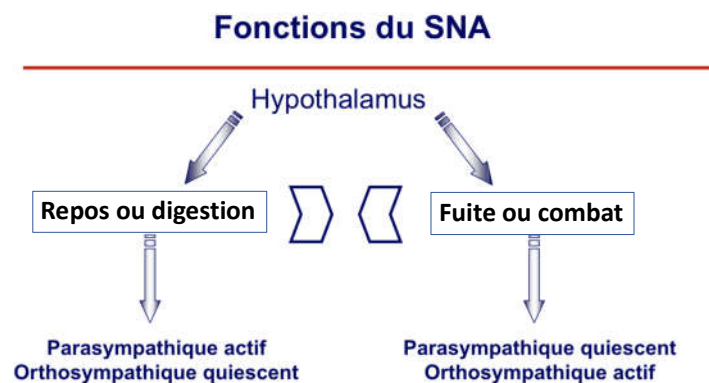 Fonctions du SNA
Hypothalamus
Repos ou digestion
Fuite ou combat
Parasympathique actif
Orthosympathique quiescent
Parasympathique quiescent
Orthosympathique actif